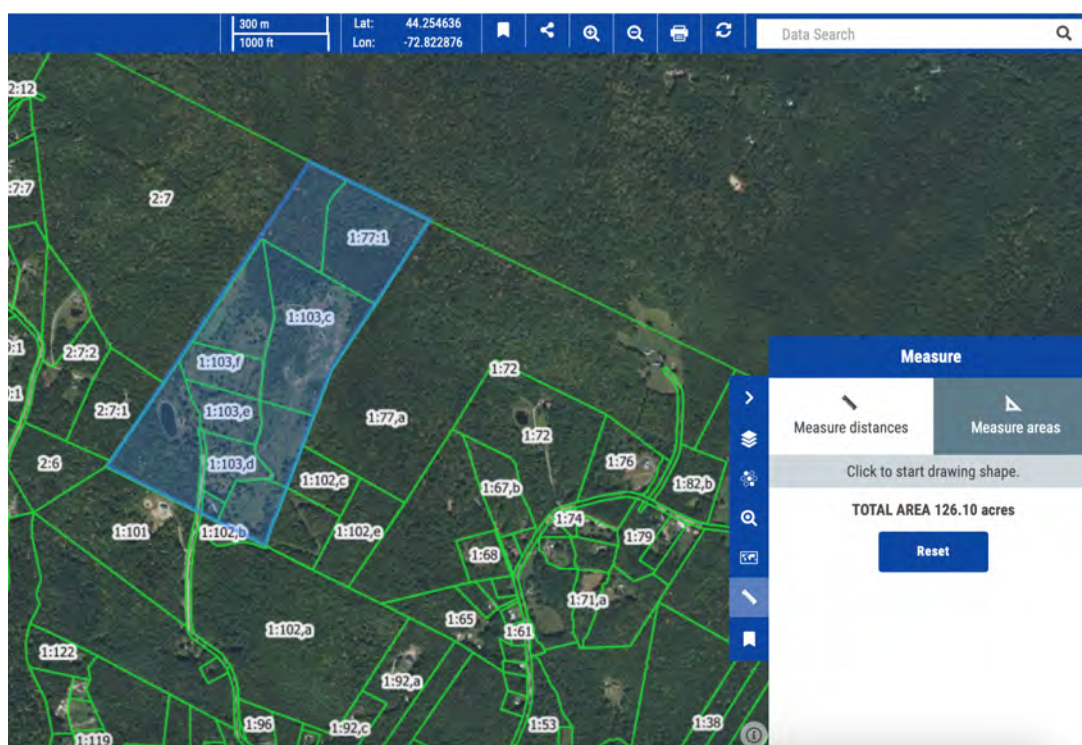 300 m
1000 ft
Lat: 44.254636
Lon: -72.822876
Data Search
2:12
2:7
1:77:1
1:103,c
2:7:2
1:103,f
1:72
2:7:1
1:103,e
1:77,a
1:72
2:6
1:103,d
1:102,c
1:76
1:67,b
1:82,b
1:101
1:102,b
1:102,e
1:74
1:79
1:68
1:71,a
1:102,a
1:65
1:61
1:122
1:92,a
1:96
1:92,c
1:53
1:38
1:119
Measure
Measure distances
Measure areas
Click to start drawing shape.
TOTAL AREA 126.10 acres
Reset